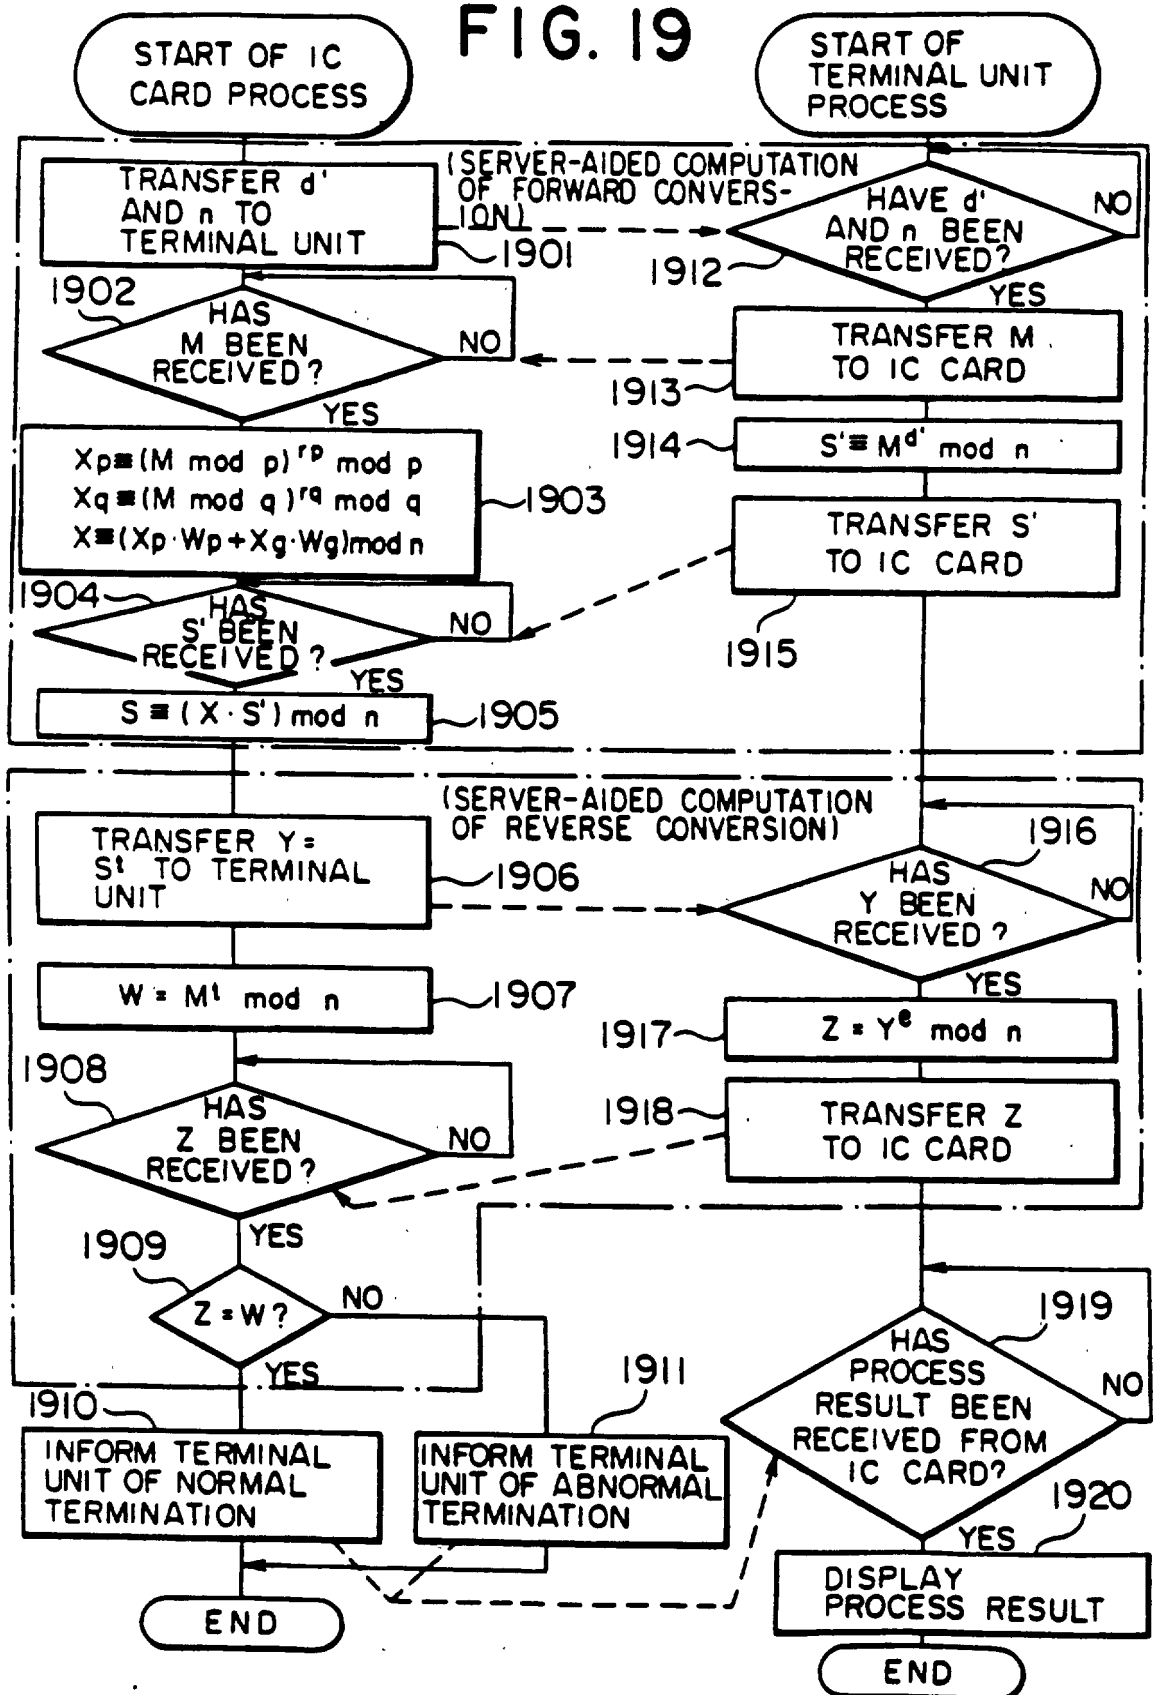 FIG. 19
START OF IC
CARD PROCESS
START OF
TERMINAL UNIT
PROCESS
TRANSFER d'
AND n TO
TERMINAL UNIT
1901
(SERVER-AIDED COMPUTATION
OF FORWARD CONVERS-
ION)
HAVE d'
AND n BEEN
RECEIVED?
NO
1912
YES
1902
HAS
M BEEN
RECEIVED?
NO
YES
TRANSFER M
TO IC CARD
1913
1914
S'≡M^d' mod n
Xp≡(M mod p)^rp mod p
Xq≡(M mod q)^rq mod q
X≡(Xp·Wp+Xg·Wg)mod n
1903
TRANSFER S'
TO IC CARD
1915
1904
HAS
S' BEEN
RECEIVED?
NO
YES
S≡(X·S') mod n
1905
(SERVER-AIDED COMPUTATION
OF REVERSE CONVERSION)
TRANSFER Y=
S^t TO TERMINAL
UNIT
1906
1916
HAS
Y BEEN
RECEIVED?
NO
YES
W=M^t mod n
1907
1917
Z=Y^e mod n
1908
HAS
Z BEEN
RECEIVED?
NO
YES
1918
TRANSFER Z
TO IC CARD
1909
Z=W?
NO
YES
1919
HAS
PROCESS
RESULT BEEN
RECEIVED FROM
IC CARD?
NO
YES
1910
INFORM TERMINAL
UNIT OF NORMAL
TERMINATION
1911
INFORM TERMINAL
UNIT OF ABNORMAL
TERMINATION
1920
DISPLAY
PROCESS RESULT
END
END